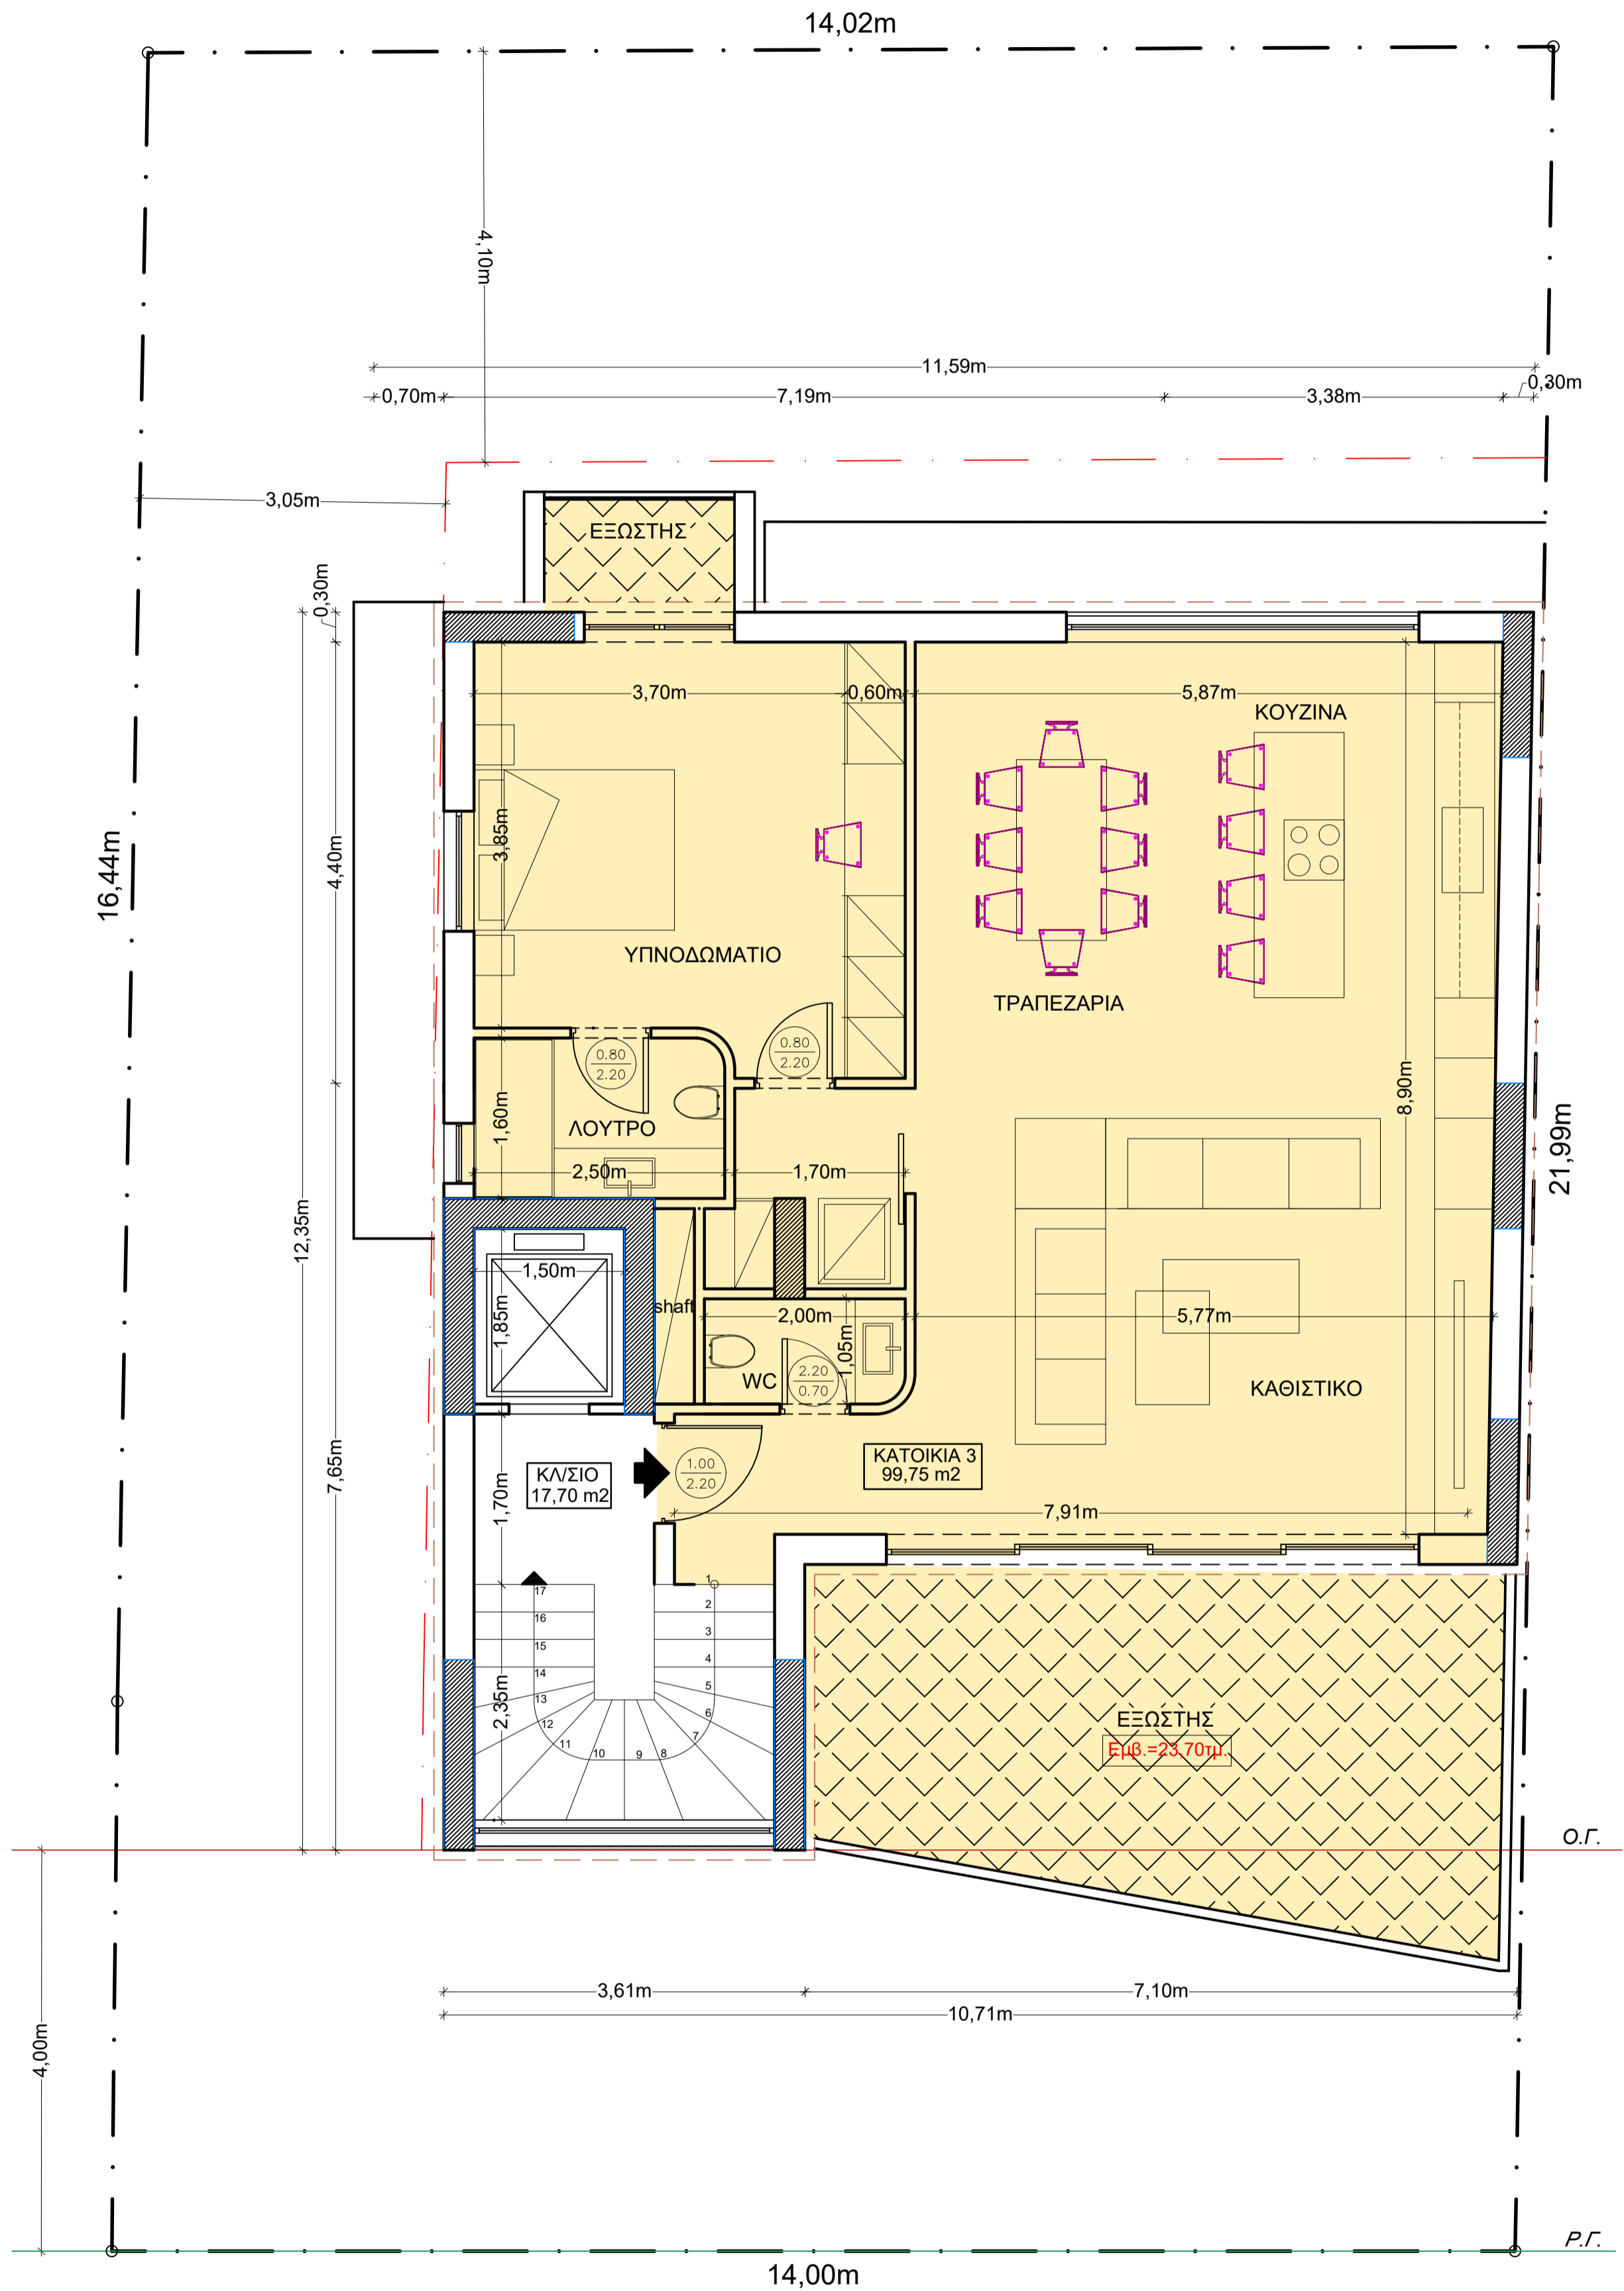 14,02m
4,10m
11,59m
0,70m
7,19m
3,38m
0,30m
3,05m
ΕΞΩΣΤΗΣ
0,30m
3,70m
0,60m
5,87m
ΚΟΥΖΙΝΑ
3,85m
4,40m
16,44m
ΥΠΝΟΔΩΜΑΤΙΟ
ΤΡΑΠΕΖΑΡΙΑ
0.80
2.20
0.80
2.20
8,90m
1,60m
ΛΟΥΤΡΟ
21,99m
2,50m
1,70m
12,35m
1,50m
shaft
1,85m
2,00m
1,05m
5,77m
WC
2.20
0.70
ΚΑΘΙΣΤΙΚΟ
7,65m
ΚΛ/ΣΙΟ
17,70 m2
1,70m
1.00
2.20
ΚΑΤΟΙΚΙΑ 3
99,75 m2
7,91m
1
2
3
4
5
6
7
8
9
10
11
12
13
14
15
16
17
2,35m
ΕΞΩΣΤΗΣ
Εμβ.=23,70τμ.
Ο.Γ.
3,61m
7,10m
10,71m
4,00m
Ρ.Γ.
14,00m